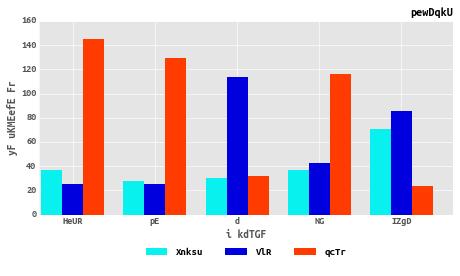 pewDqkU
160
140
120
100
80
60
40
20
0
yF uKMEefE Fr
HeUR pE d NG IZgD
i kdTGF
Xnksu VlR qcTr